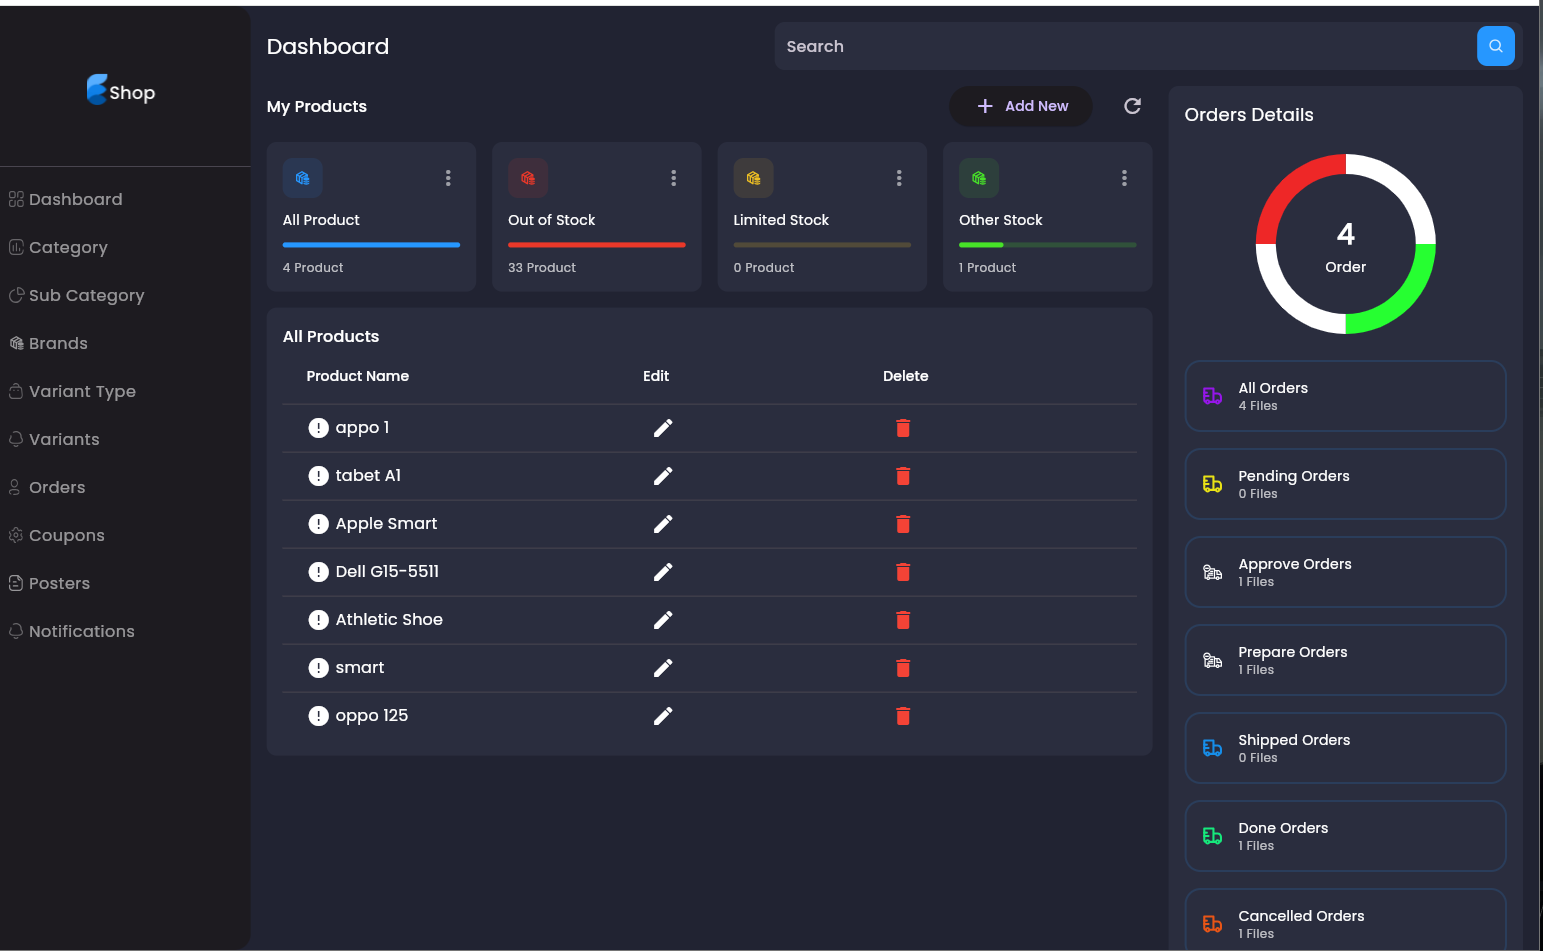 Shop
Dashboard
Category
Sub Category
Brands
Variant Type
Variants
Orders
Coupons
Posters
Notifications
Dashboard
Search
My Products
Add New
All Product
4 Product
Out of Stock
33 Product
Limited Stock
0 Product
Other Stock
1 Product
All Products
Product Name Edit Delete
appo 1
tabet A1
Apple Smart
Dell G15-5511
Athletic Shoe
smart
oppo 125
Orders Details
4
Order
All Orders
4 Files
Pending Orders
0 Files
Approve Orders
1 Files
Prepare Orders
1 Files
Shipped Orders
0 Files
Done Orders
1 Files
Cancelled Orders
1 Files